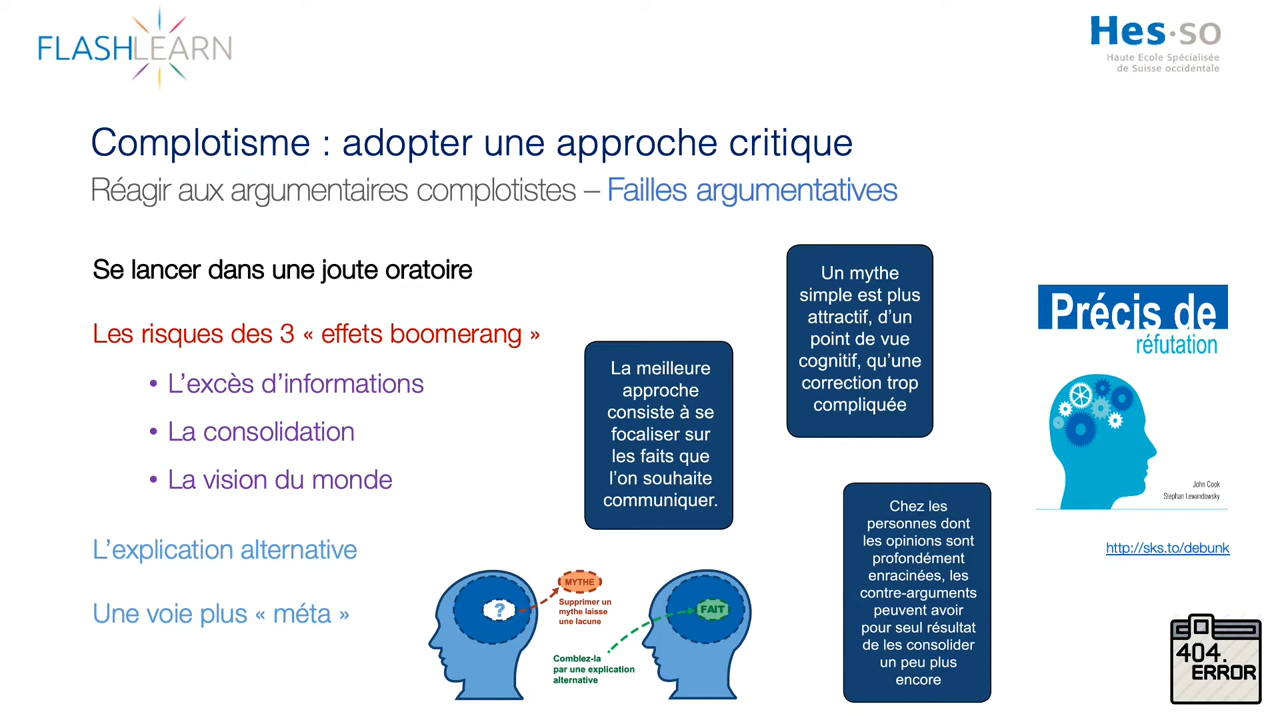 FLASHLEARN
Hes·so
Haute Ecole Spécialisée
de Suisse occidentale
Complotisme : adopter une approche critique
Réagir aux argumentaires complotistes – Failles argumentatives
Se lancer dans une joute oratoire
Les risques des 3 « effets boomerang »
• L'excès d'informations
• La consolidation
• La vision du monde
L'explication alternative
Une voie plus « méta »
La meilleure
approche
consiste à se
focaliser sur
les faits que
l'on souhaite
communiquer.
Un mythe
simple est plus
attractif, d'un
point de vue
cognitif, qu'une
correction trop
compliquée
Chez les
personnes dont
les opinions sont
profondément
enracinées, les
contre-arguments
peuvent avoir
pour seul résultat
de les consolider
un peu plus
encore
?
MYTHE
Supprimer un
mythe laisse
une lacune
Comblez-la
par une explication
alternative
FAIT
Précis de
réfutation
John Cook
Stephan Lewandowsky
http://sks.to/debunk
404.
ERROR